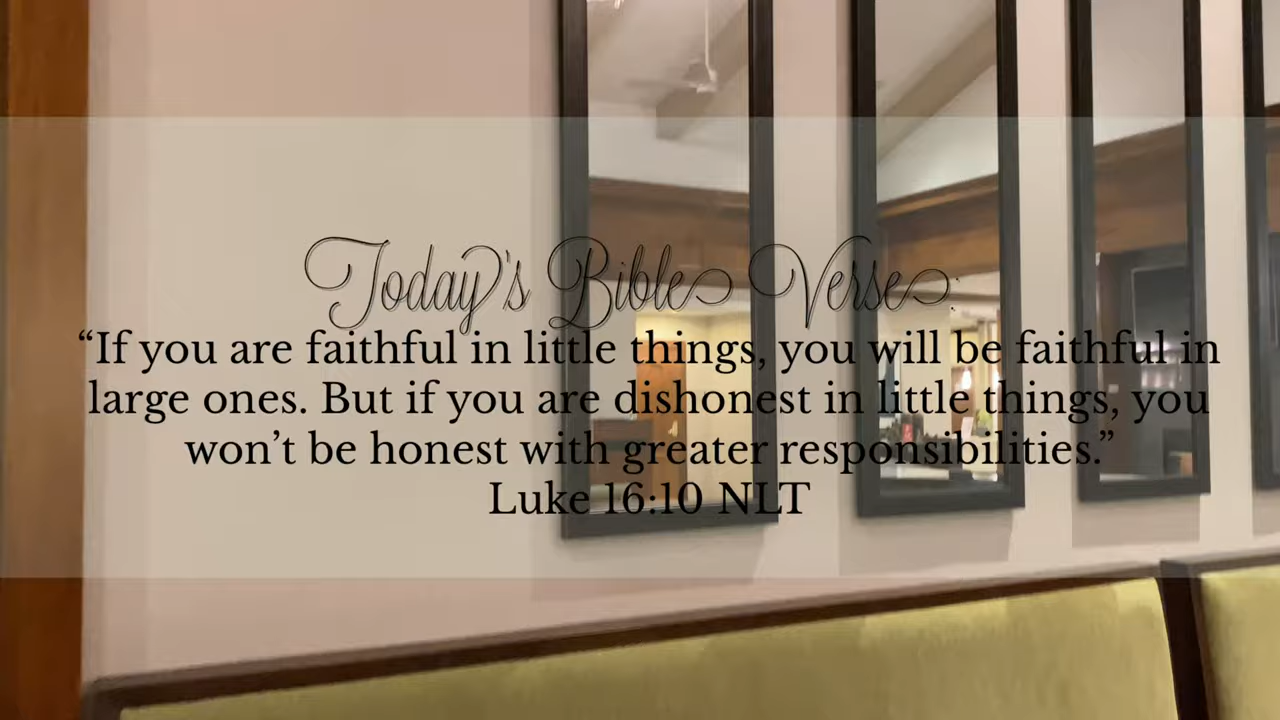 Today's Bible Verse:
“If you are faithful in little things, you will be faithful in
large ones. But if you are dishonest in little things, you
won’t be honest with greater responsibilities.”
Luke 16:10 NLT